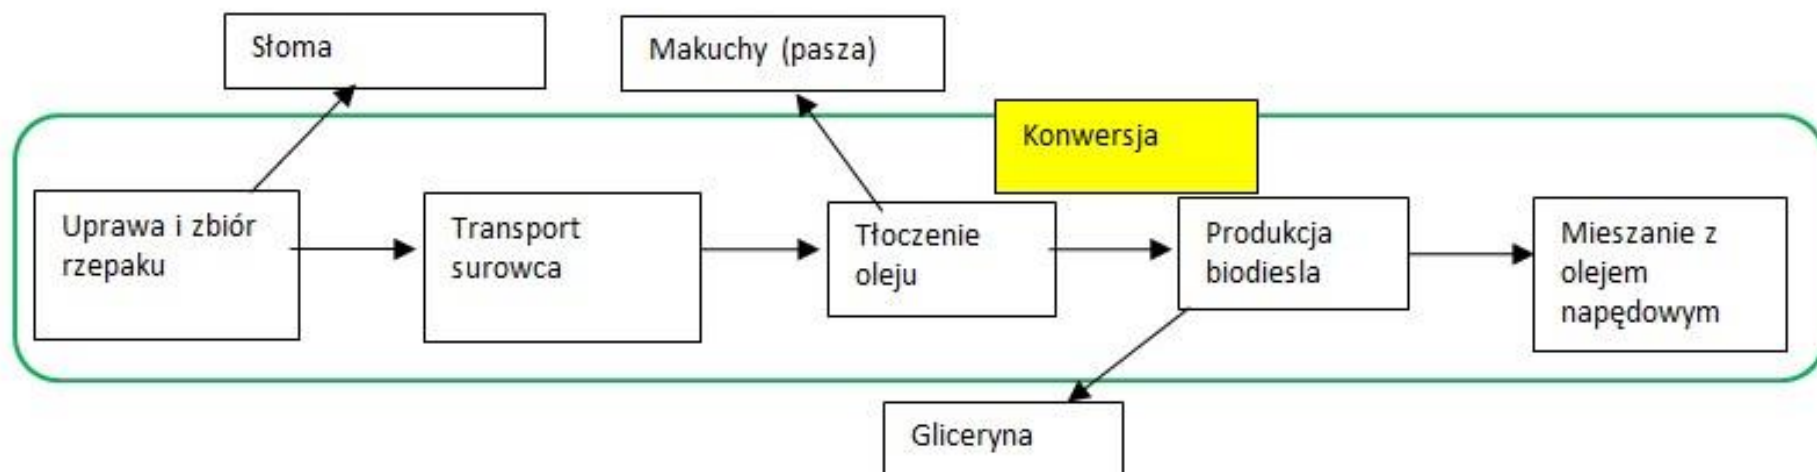 Słoma
Makuchy (pasza)
Konwersja
Uprawa i zbiór
rzepaku
Transport
surowca
Tłoczenie
oleju
Produkcja
biodiesla
Mieszanie z
olejem
napędowym
Gliceryna